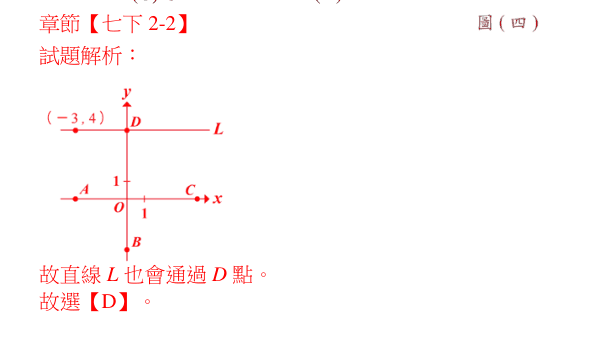 章節【七下 2-2】
圖(四)
試題解析：
y
(－3,4)
D
L
1
A
C
x
O
1
B
故直線 L 也會通過 D 點。
故選【D】。